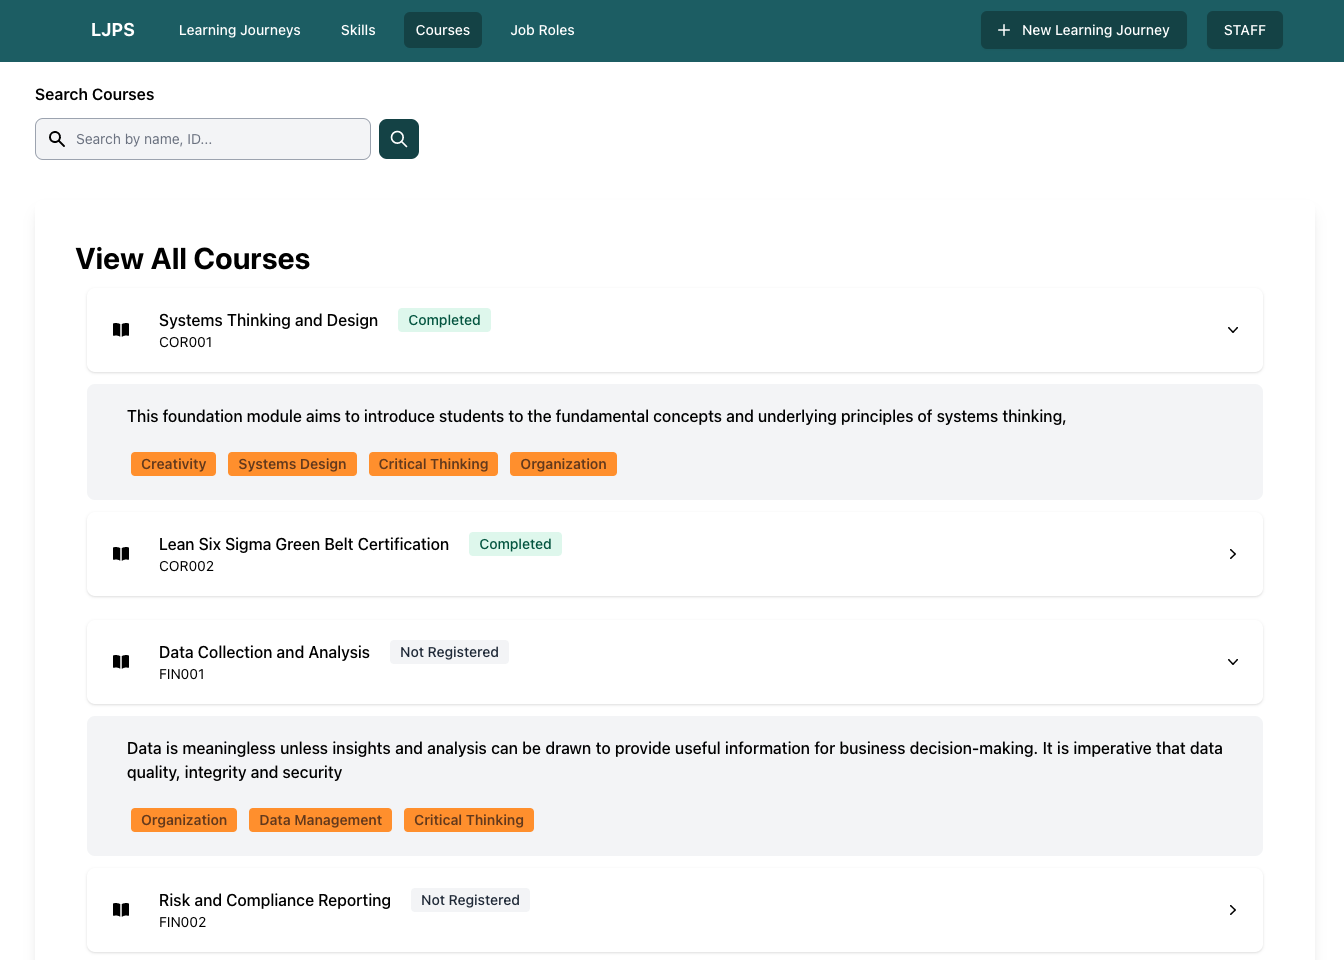 LJPS
Learning Journeys
Skills
Courses
Job Roles
New Learning Journey
STAFF
Search Courses
Search by name, ID...
View All Courses
Systems Thinking and Design
Completed
COR001
This foundation module aims to introduce students to the fundamental concepts and underlying principles of systems thinking,
Creativity
Systems Design
Critical Thinking
Organization
Lean Six Sigma Green Belt Certification
Completed
COR002
Data Collection and Analysis
Not Registered
FIN001
Data is meaningless unless insights and analysis can be drawn to provide useful information for business decision-making. It is imperative that data
quality, integrity and security
Organization
Data Management
Critical Thinking
Risk and Compliance Reporting
Not Registered
FIN002